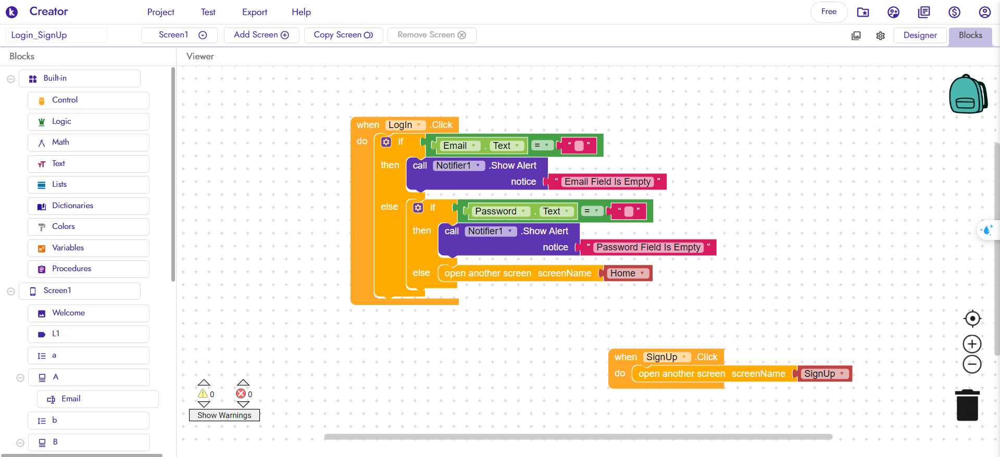 Creator
Project Test Export Help
Free
Login_SignUp
Screen1 Add Screen Copy Screen Remove Screen
Designer Blocks
Blocks
Viewer
Built-in
Control
Logic
Math
Text
Lists
Dictionaries
Colors
Variables
Procedures
Screen1
Welcome
L1
a
A
Email
b
B
when LogIn .Click
do if Email . Text = “ ”
then call Notifier1 .Show Alert
notice “ Email Field Is Empty ”
else if Password . Text = “ ”
then call Notifier1 .Show Alert
notice “ Password Field Is Empty ”
else open another screen screenName Home
when SignUp .Click
do open another screen screenName SignUp
0 0
Show Warnings